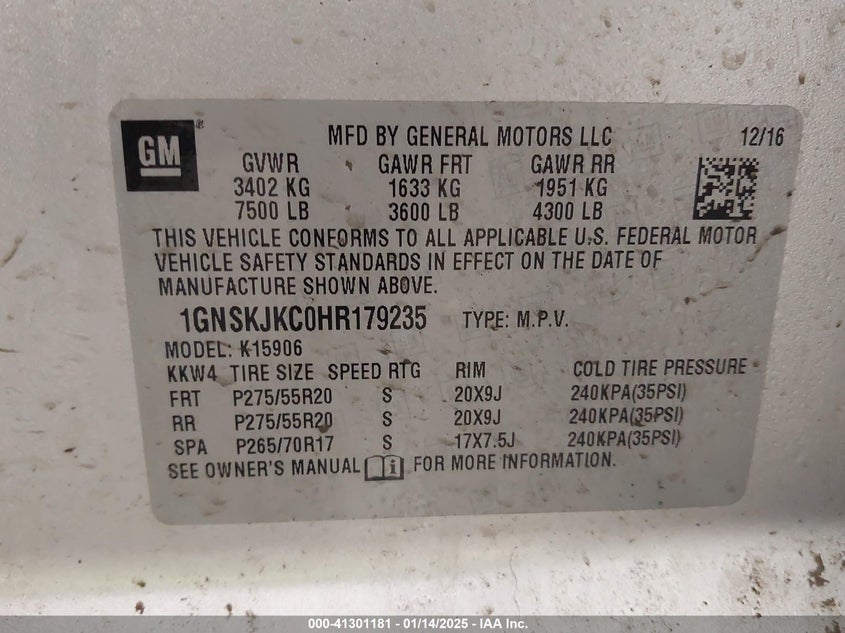 GM
®
MFD BY GENERAL MOTORS LLC 12/16
GVWR GAWR FRT GAWR RR
3402 KG 1633 KG 1951 KG
7500 LB 3600 LB 4300 LB
THIS VEHICLE CONFORMS TO ALL APPLICABLE U.S. FEDERAL MOTOR
VEHICLE SAFETY STANDARDS IN EFFECT ON THE DATE OF
MANUFACTURE SHOWN ABOVE.
1GNSKJKC0HR179235 TYPE: M.P.V.
MODEL: K15906
KKW4 TIRE SIZE SPEED RTG RIM COLD TIRE PRESSURE
FRT P275/55R20 S 20X9J 240KPA(35PSI)
RR P275/55R20 S 20X9J 240KPA(35PSI)
SPA P265/70R17 S 17X7.5J 240KPA(35PSI)
SEE OWNER'S MANUAL i FOR MORE INFORMATION.
000-41301181 - 01/14/2025 - IAA Inc.